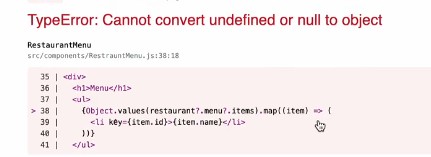 TypeError: Cannot convert undefined or null to object
RestaurantMenu
src/components/RestrauntMenu.js:38:18
35 | <div>
36 |   <h1>Menu</h1>
37 |   <ul>
> 38 |     {Object.values(restaurant?.menu?.items).map((item) => (
39 |       <li key={item.id}>{item.name}</li>
40 |     ))}
41 |   </ul>